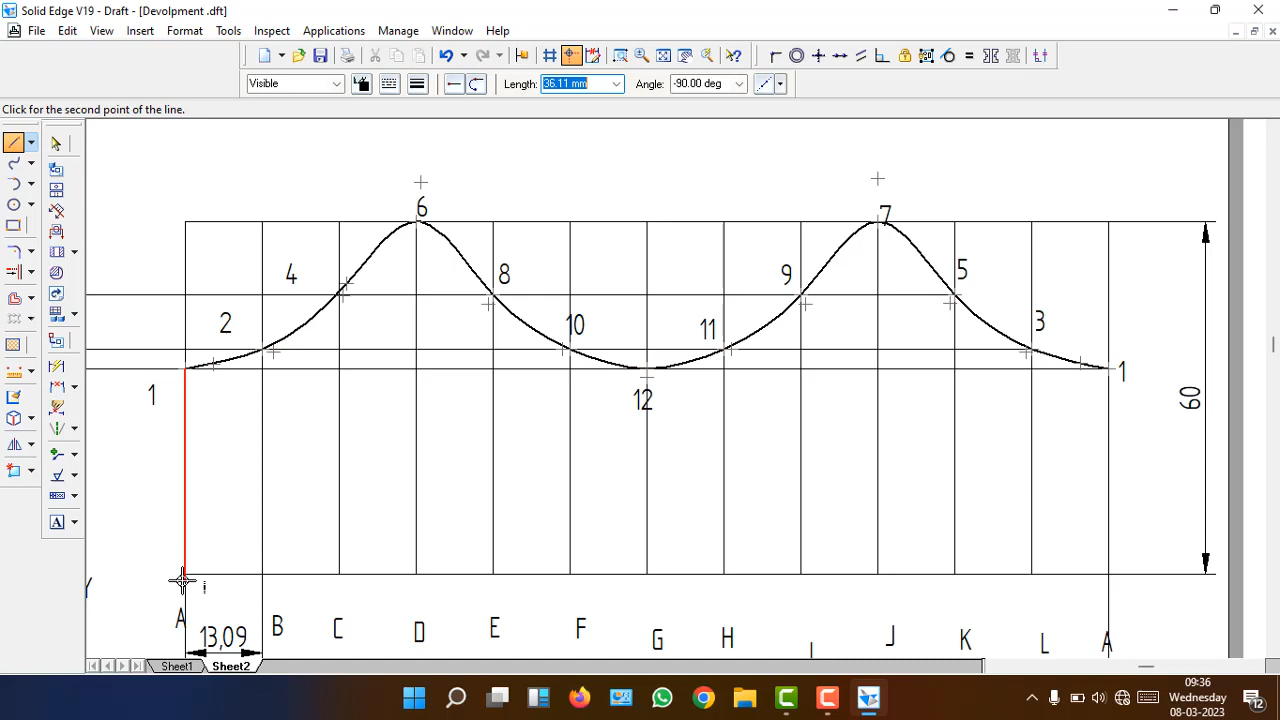 Solid Edge V19 - Draft - [Devolpment .dft]
File Edit View Insert Format Tools Inspect Applications Manage Window Help
Visible Length: 36.11 mm Angle: -90.00 deg
Click for the second point of the line.
6 7
4 8 9 5
2 10 11 3
1 12 1
60
Y
A B C D E F G H I J K L A
13,09
A
Sheet1 Sheet2
09:36
Wednesday
08-03-2023
12